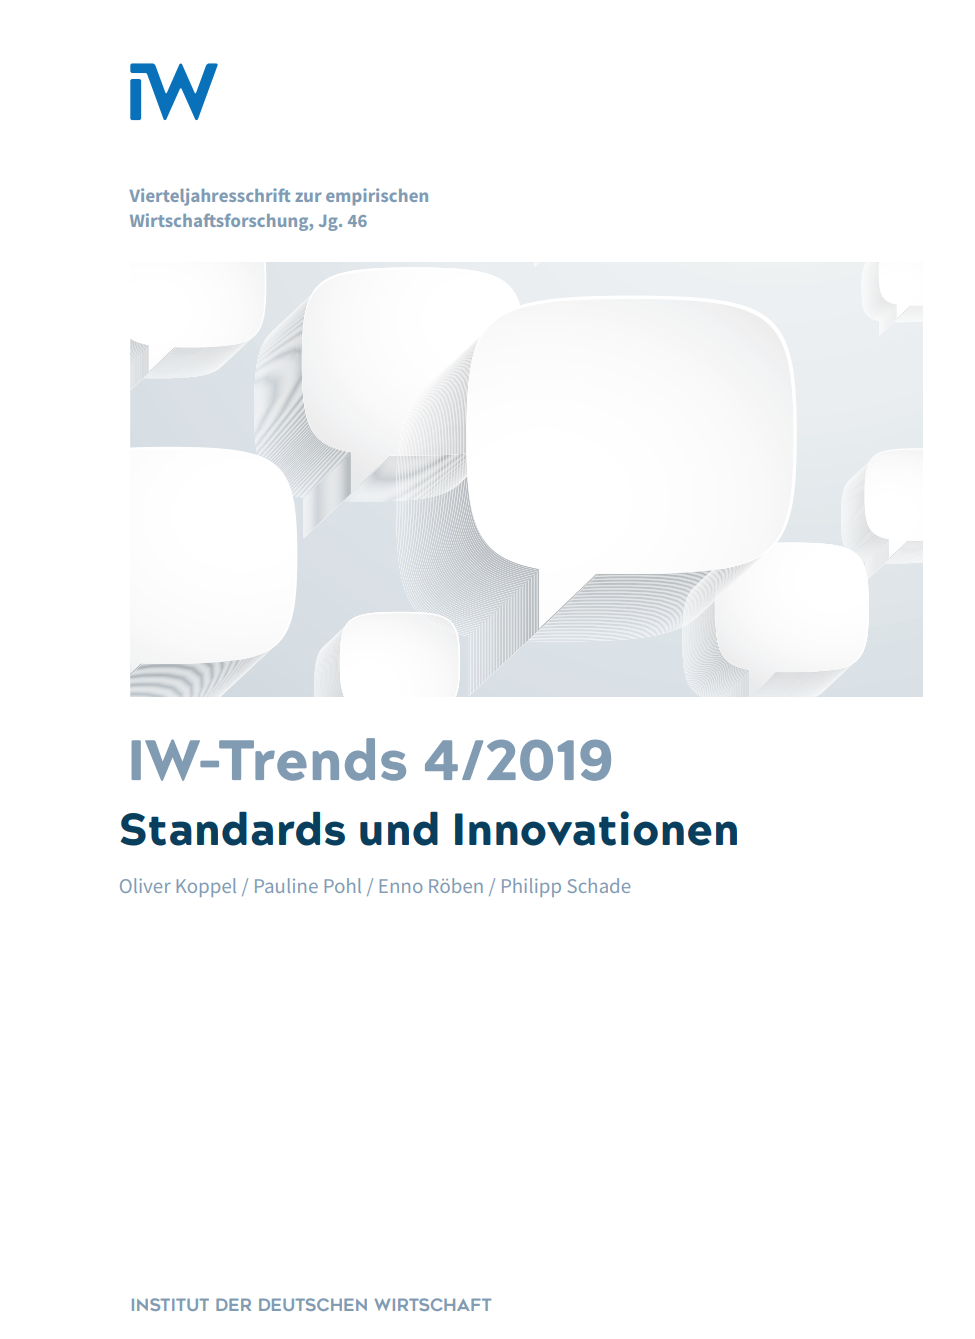 iW
Vierteljahresschrift zur empirischen
Wirtschaftsforschung, Jg. 46
IW-Trends 4/2019
Standards und Innovationen
Oliver Koppel / Pauline Pohl / Enno Röben / Philipp Schade
INSTITUT DER DEUTSCHEN WIRTSCHAFT